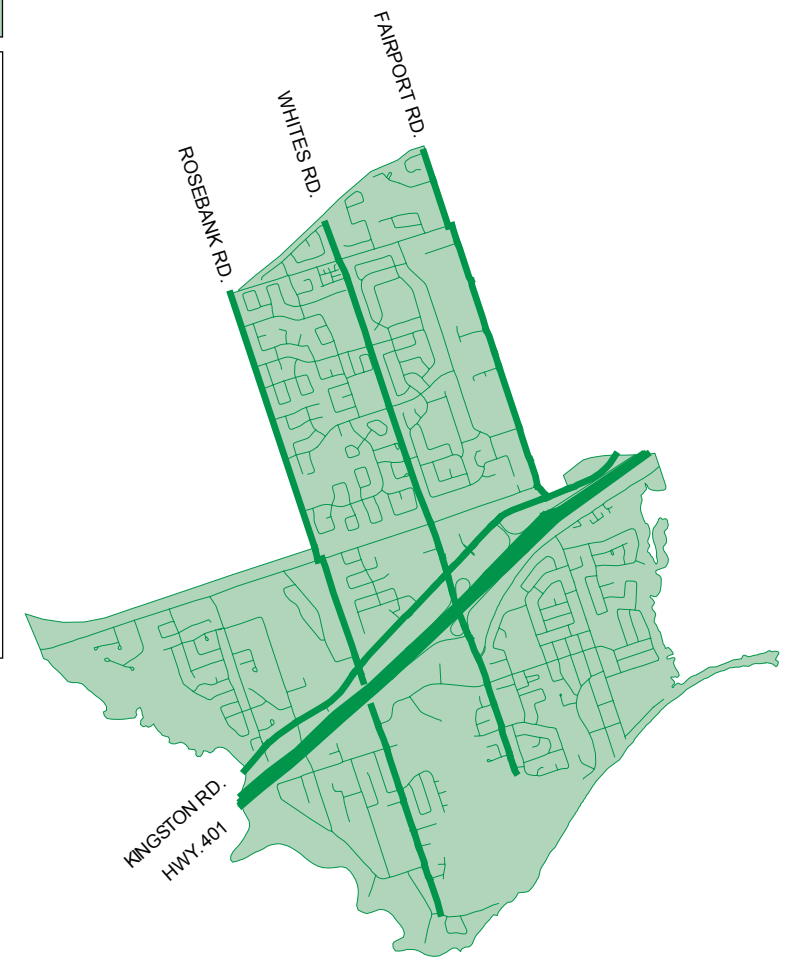 FAIRPORT RD.
WHITES RD.
ROSEBANK RD.
KINGSTON RD.
HWY. 401